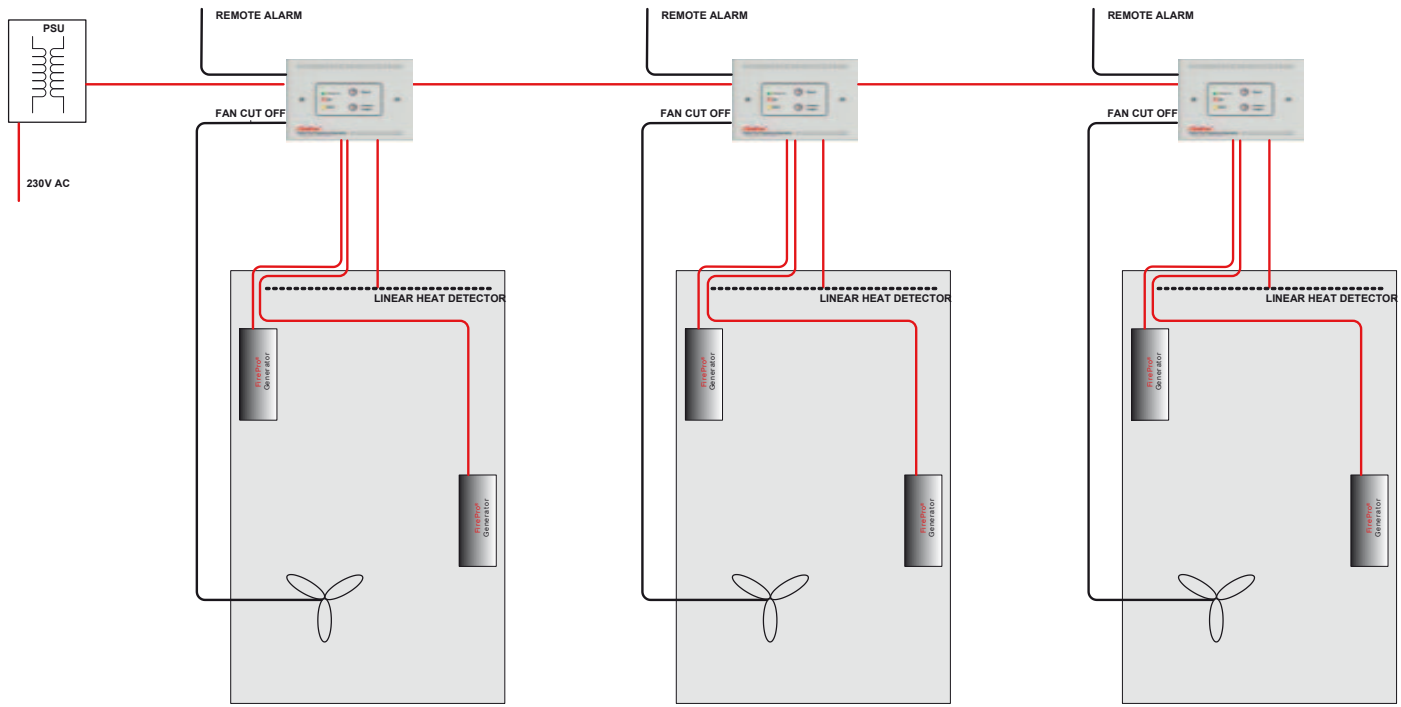 REMOTE ALARM
REMOTE ALARM
REMOTE ALARM
PSU
FAN CUT OFF
FAN CUT OFF
FAN CUT OFF
230V AC
LINEAR HEAT DETECTOR
LINEAR HEAT DETECTOR
LINEAR HEAT DETECTOR
FirePro®
Generator
FirePro®
Generator
FirePro®
Generator
FirePro®
Generator
FirePro®
Generator
FirePro®
Generator